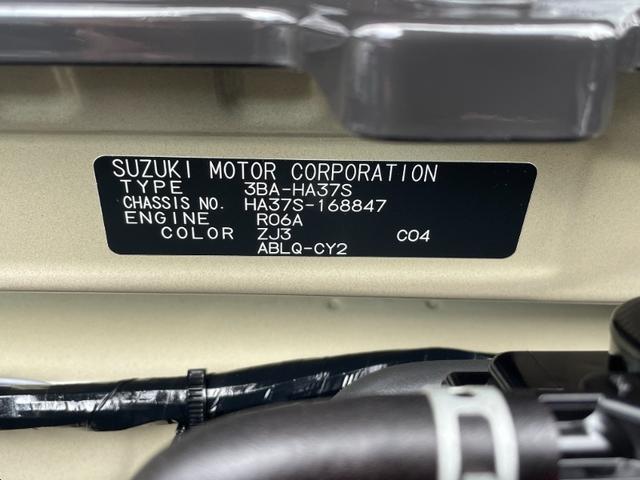 SUZUKI MOTOR CORPORATION
TYPE 3BA-HA37S
CHASSIS NO. HA37S-168847
ENGINE R06A
COLOR ZJ3 C04
ABLQ-CY2